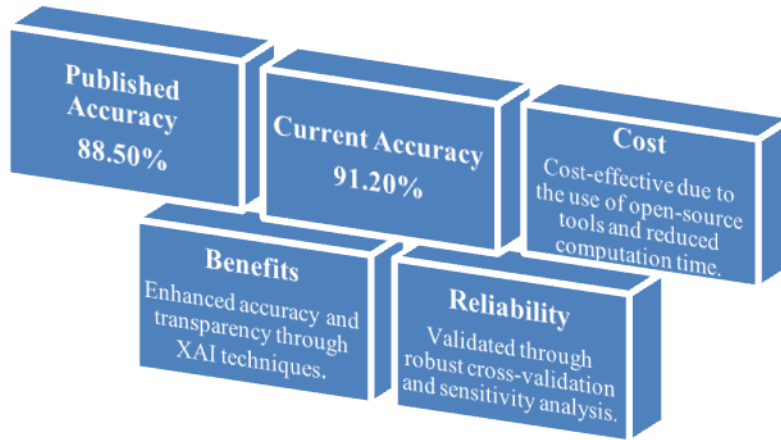 Published
Accuracy
88.50%
Current Accuracy
91.20%
Cost
Cost-effective due to
the use of open-source
tools and reduced
computation time.
Benefits
Enhanced accuracy and
transparency through
XAI techniques.
Reliability
Validated through
robust cross-validation
and sensitivity analysis.